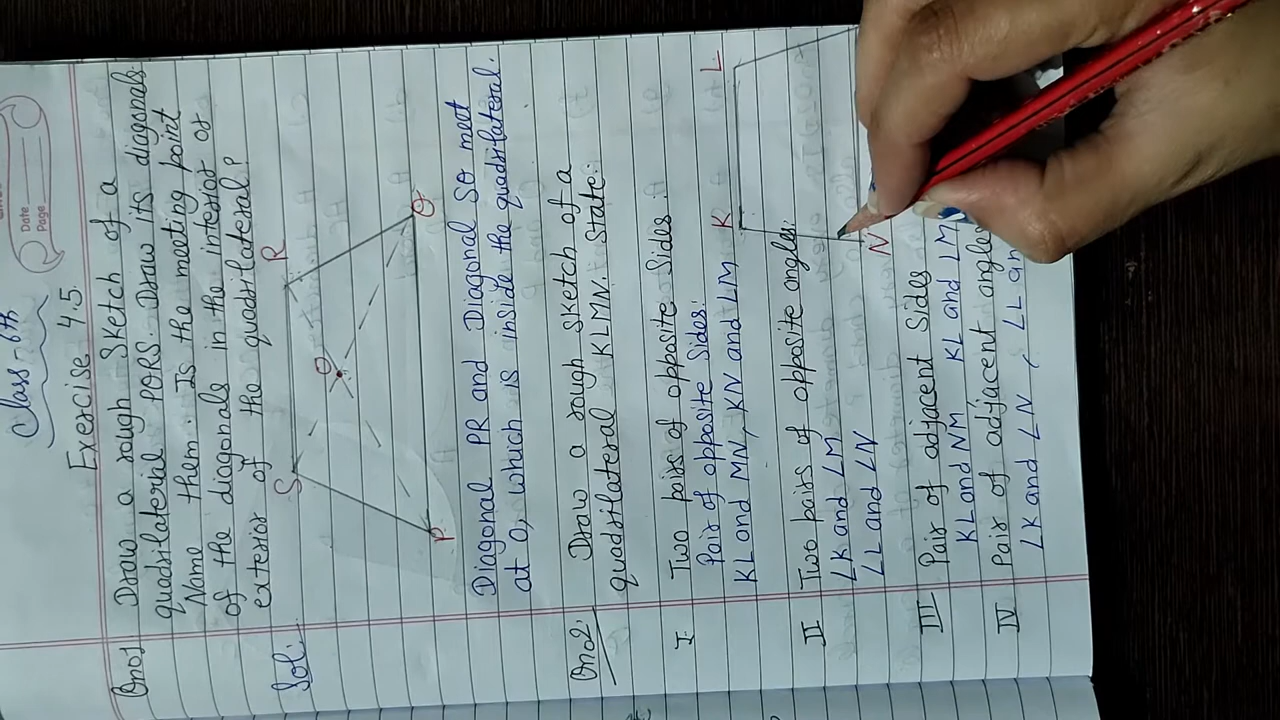 Date
Page
Class-6th
Exercise 4.5.
Qno1 Draw a rough Sketch of a
quadrilaterial PQRS. Draw its diagonals.
Name them. Is the meeting point
of the diagonals in the interior or
exterior of the quadrilateral?
Sol:-
S R
O
P Q
Diagonal PR and Diagonal SQ meet
at O, which is inside the quadrilateral.
Qno2. Draw a rough Sketch of a
quadrilateral KLMN. State:
I Two pairs of opposite Sides.
Pair of opposite Sides:
KL and MN, KN and LM
K L
II Two pairs of opposite angles.
∠K and ∠M
∠L and ∠N
N
III Pair of adjacent Sides
KL and NM KL and LM
IV Pair of adjacent angles
∠K and ∠N, ∠L an